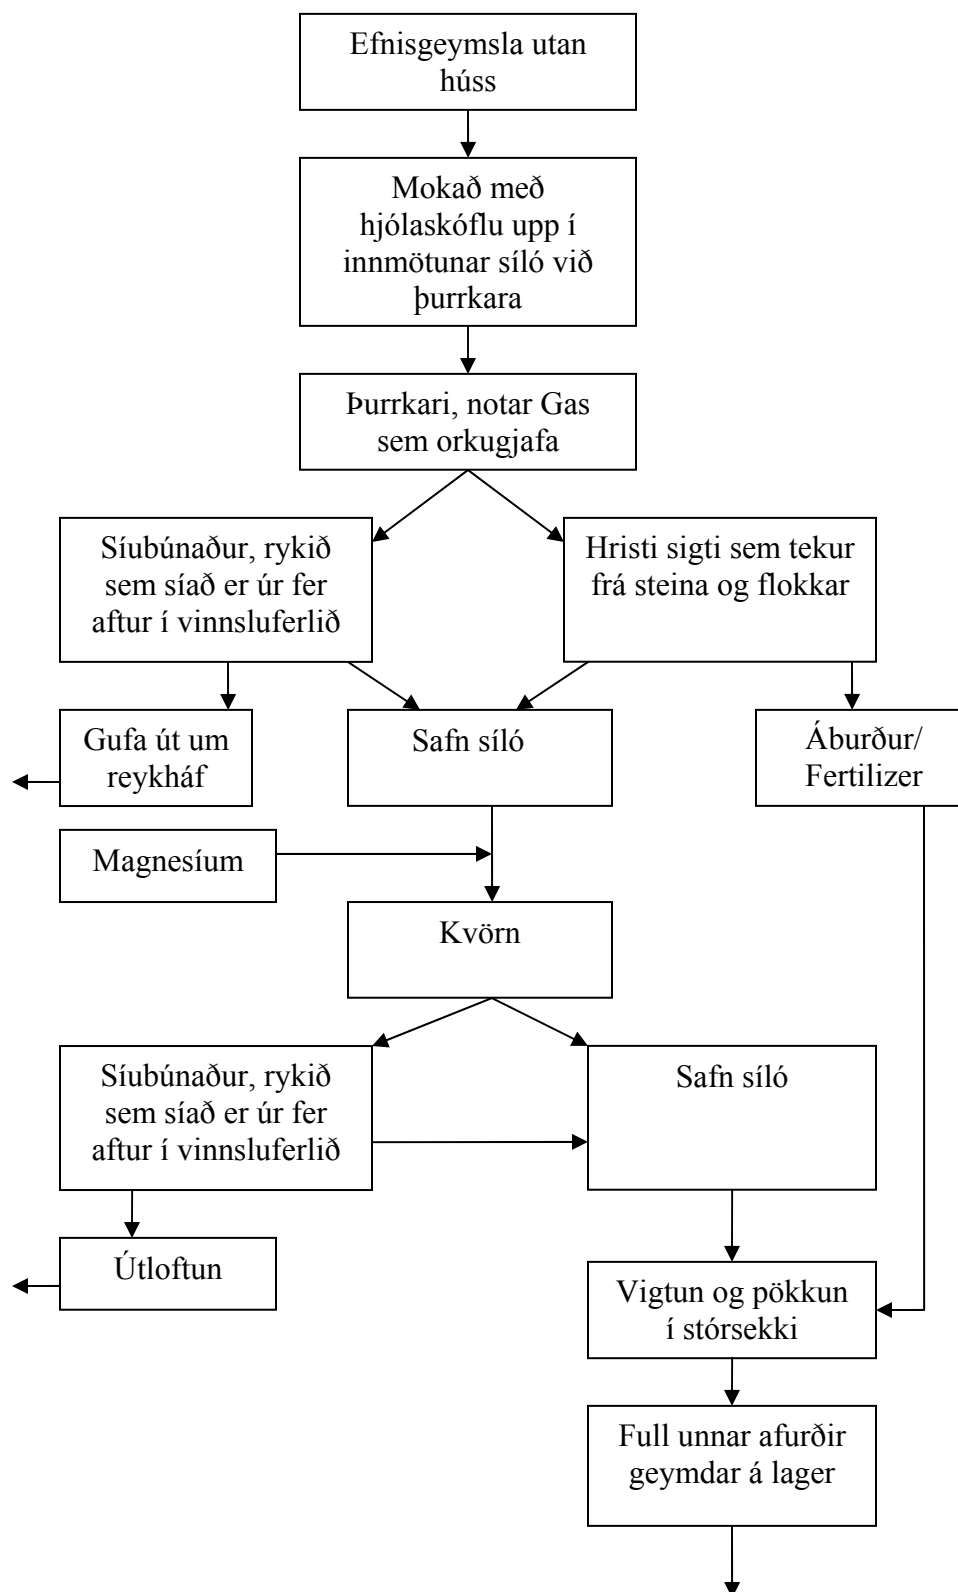 Efnisgeymsla utan
húss
Mokað með
hjólaskóflu upp í
innmötunar síló við
þurrkara
Þurrkari, notar Gas
sem orkugjafa
Síubúnaður, rykið
sem síað er úr fer
aftur í vinnsluferlið
Hristi sigti sem tekur
frá steina og flokkar
Gufa út um
reykháf
Safn síló
Áburður/
Fertilizer
Magnesíum
Kvörn
Síubúnaður, rykið
sem síað er úr fer
aftur í vinnsluferlið
Safn síló
Útloftun
Vigtun og pökkun
í stórsekki
Full unnar afurðir
geymdar á lager